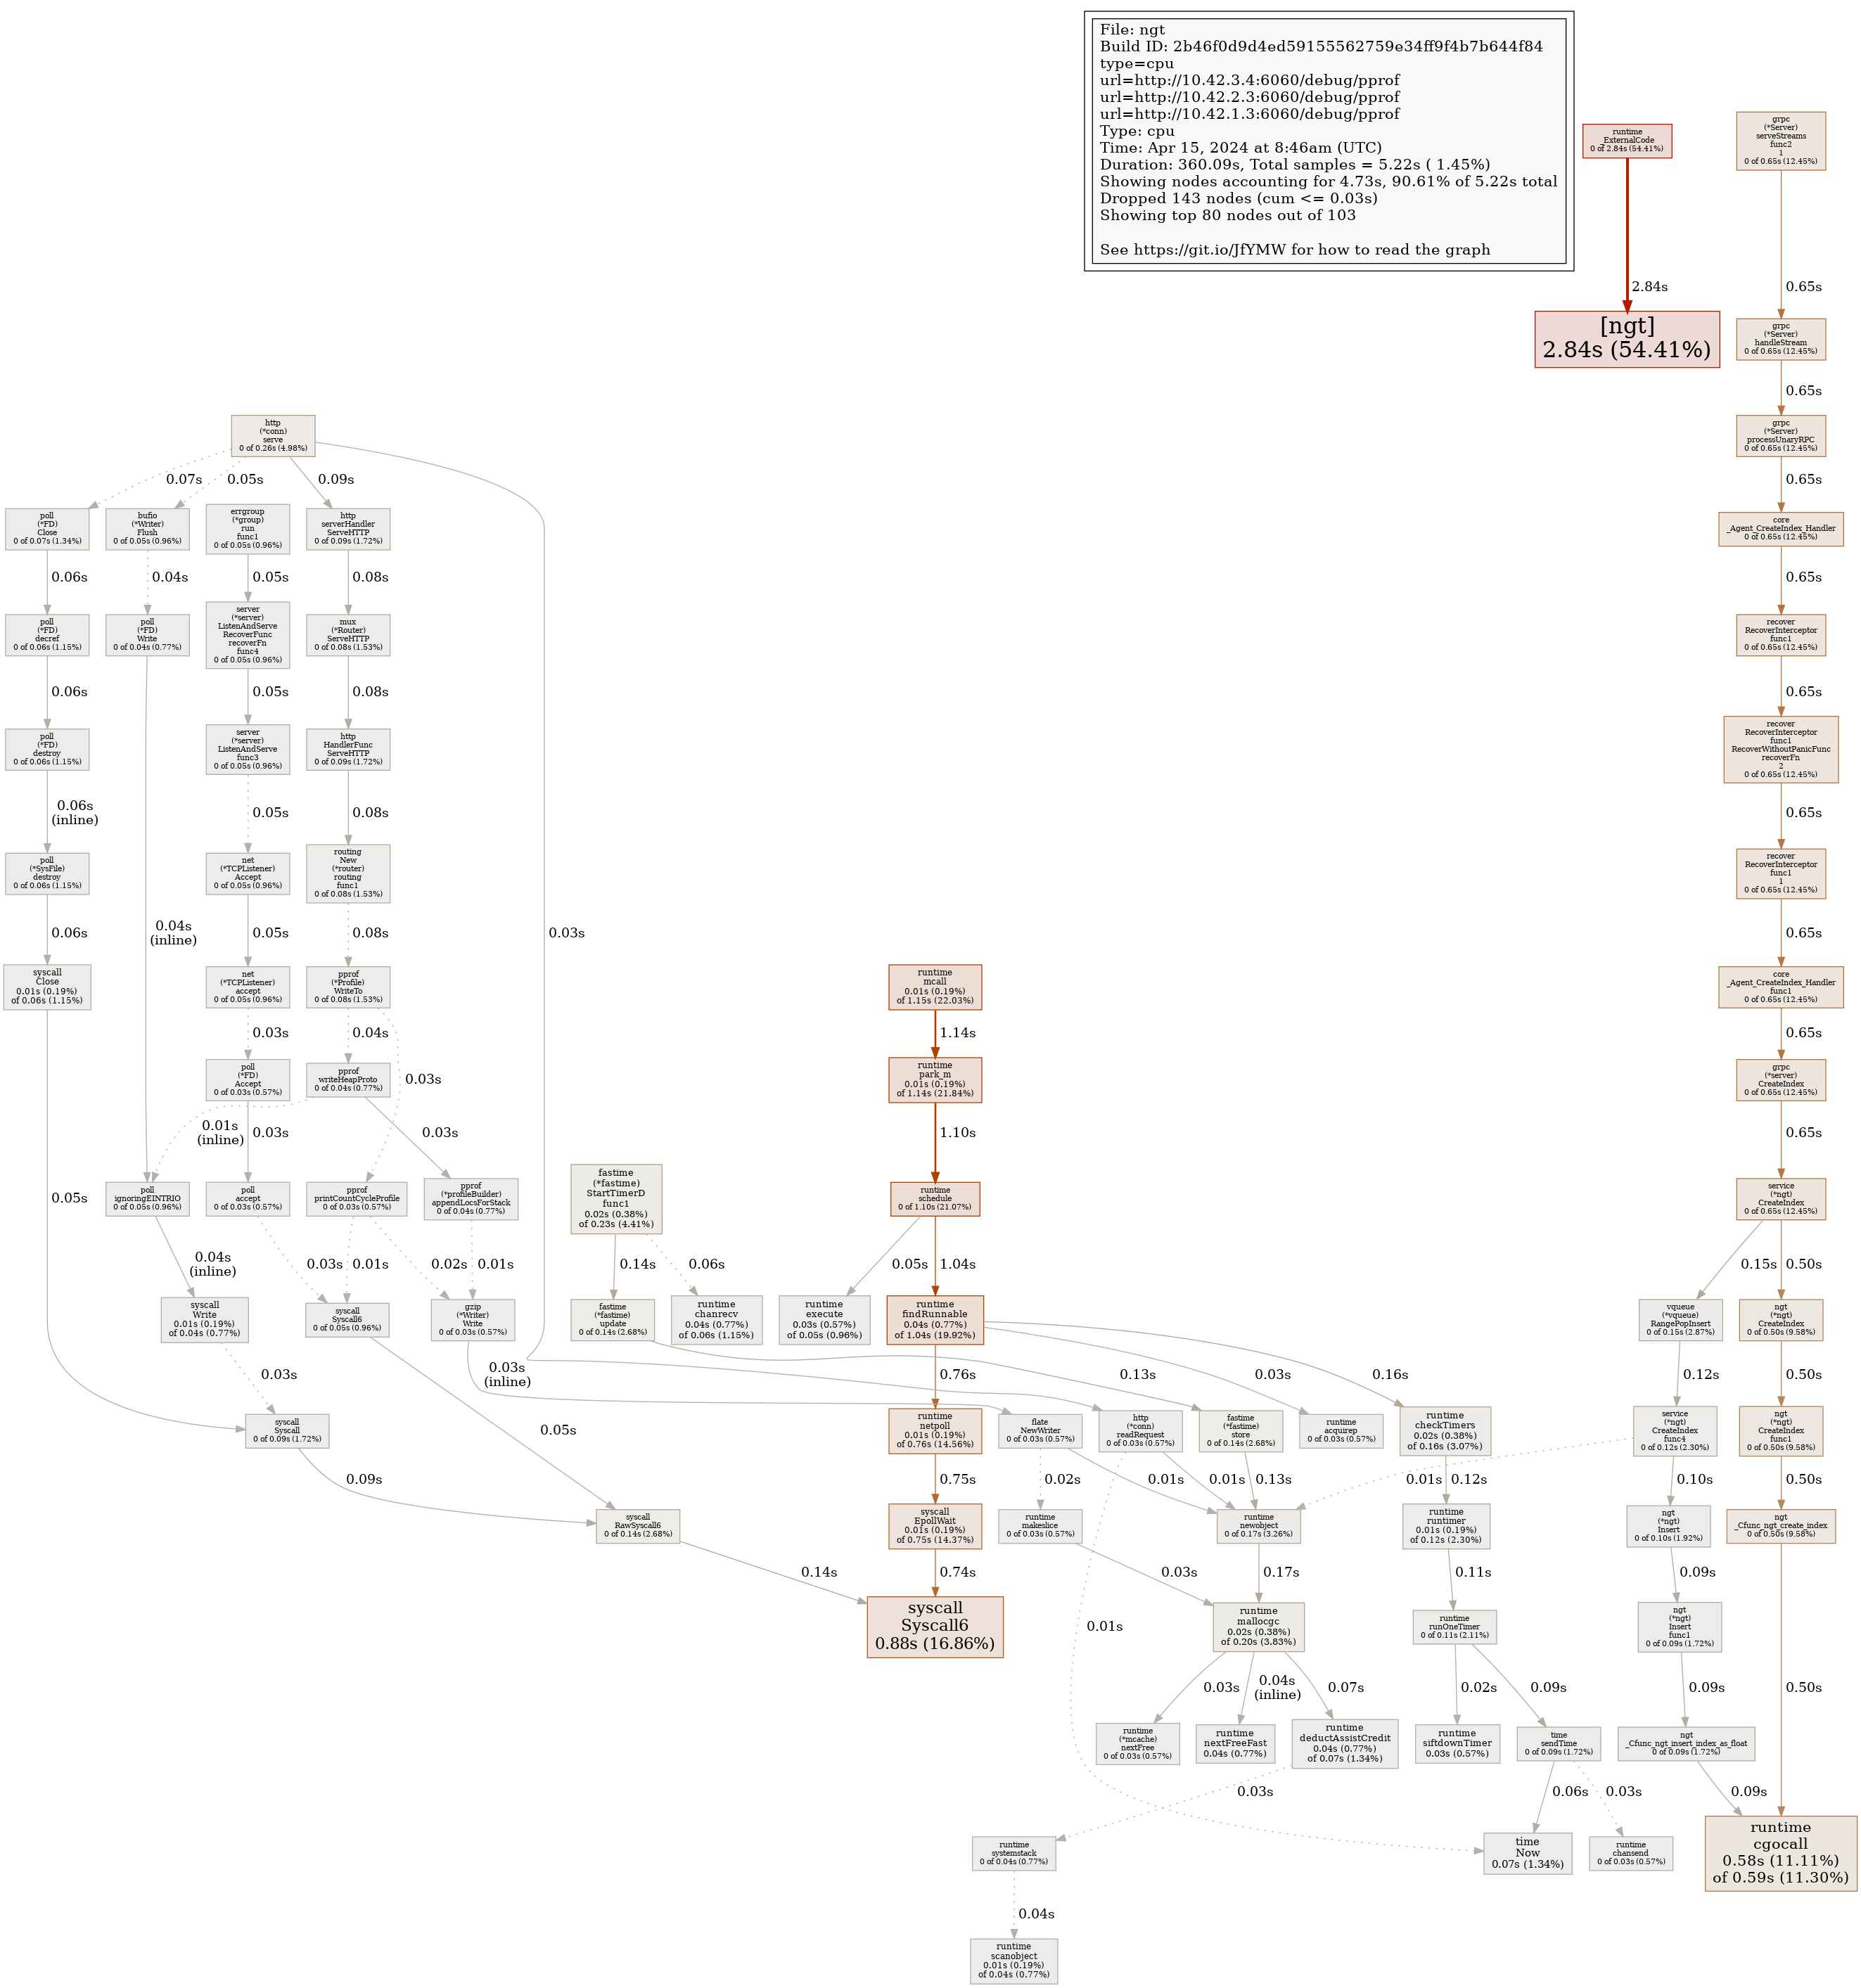 File: ngt
Build ID: 2b46f0d9d4ed59155562759e34ff9f4b7b644f84
type=cpu
url=http://10.42.3.4:6060/debug/pprof
url=http://10.42.2.3:6060/debug/pprof
url=http://10.42.1.3:6060/debug/pprof
Type: cpu
Time: Apr 15, 2024 at 8:46am (UTC)
Duration: 360.09s, Total samples = 5.22s ( 1.45%)
Showing nodes accounting for 4.73s, 90.61% of 5.22s total
Dropped 143 nodes (cum <= 0.03s)
Showing top 80 nodes out of 103
See https://git.io/JfYMW for how to read the graph
runtime
_ExternalCode
0 of 2.84s (54.41%)
grpc
(*Server)
serveStreams
func2
1
0 of 0.65s (12.45%)
2.84s
0.65s
[ngt]
2.84s (54.41%)
grpc
(*Server)
handleStream
0 of 0.65s (12.45%)
0.65s
http
(*conn)
serve
0 of 0.26s (4.98%)
grpc
(*Server)
processUnaryRPC
0 of 0.65s (12.45%)
0.07s
0.05s
0.09s
0.65s
poll
(*FD)
Close
0 of 0.07s (1.34%)
bufio
(*Writer)
Flush
0 of 0.05s (0.96%)
errgroup
(*group)
run
func1
0 of 0.05s (0.96%)
http
serverHandler
ServeHTTP
0 of 0.09s (1.72%)
core
_Agent_CreateIndex_Handler
0 of 0.65s (12.45%)
0.06s
0.04s
0.05s
0.08s
0.65s
poll
(*FD)
decref
0 of 0.06s (1.15%)
poll
(*FD)
Write
0 of 0.04s (0.77%)
server
(*server)
ListenAndServe
RecoverFunc
recoverFn
func4
0 of 0.05s (0.96%)
mux
(*Router)
ServeHTTP
0 of 0.08s (1.53%)
recover
RecoverInterceptor
func1
0 of 0.65s (12.45%)
0.06s
0.05s
0.08s
0.65s
poll
(*FD)
destroy
0 of 0.06s (1.15%)
server
(*server)
ListenAndServe
func3
0 of 0.05s (0.96%)
http
HandlerFunc
ServeHTTP
0 of 0.09s (1.72%)
recover
RecoverInterceptor
func1
RecoverWithoutPanicFunc
recoverFn
2
0 of 0.65s (12.45%)
0.06s
(inline)
0.05s
0.08s
0.65s
poll
(*SysFile)
destroy
0 of 0.06s (1.15%)
net
(*TCPListener)
Accept
0 of 0.05s (0.96%)
routing
New
(*router)
routing
func1
0 of 0.08s (1.53%)
recover
RecoverInterceptor
func1
1
0 of 0.65s (12.45%)
0.06s
0.04s
(inline)
0.05s
0.08s
0.03s
0.65s
syscall
Close
0.01s (0.19%)
of 0.06s (1.15%)
net
(*TCPListener)
accept
0 of 0.05s (0.96%)
pprof
(*Profile)
WriteTo
0 of 0.08s (1.53%)
runtime
mcall
0.01s (0.19%)
of 1.15s (22.03%)
core
_Agent_CreateIndex_Handler
func1
0 of 0.65s (12.45%)
0.03s
0.04s
1.14s
0.65s
poll
(*FD)
Accept
0 of 0.03s (0.57%)
pprof
writeHeapProto
0 of 0.04s (0.77%)
0.03s
runtime
park_m
0.01s (0.19%)
of 1.14s (21.84%)
grpc
(*server)
CreateIndex
0 of 0.65s (12.45%)
0.01s
(inline)
0.03s
0.03s
1.10s
0.65s
0.05s
poll
ignoringEINTRIO
0 of 0.05s (0.96%)
poll
accept
0 of 0.03s (0.57%)
pprof
printCountCycleProfile
0 of 0.03s (0.57%)
pprof
(*profileBuilder)
appendLocsForStack
0 of 0.04s (0.77%)
fastime
(*fastime)
StartTimerD
func1
0.02s (0.38%)
of 0.23s (4.41%)
runtime
schedule
0 of 1.10s (21.07%)
service
(*ngt)
CreateIndex
0 of 0.65s (12.45%)
0.04s
(inline)
0.03s
0.01s
0.02s
0.01s
0.14s
0.06s
0.05s
1.04s
0.15s
0.50s
syscall
Write
0.01s (0.19%)
of 0.04s (0.77%)
syscall
Syscall6
0 of 0.05s (0.96%)
gzip
(*Writer)
Write
0 of 0.03s (0.57%)
fastime
(*fastime)
update
0 of 0.14s (2.68%)
runtime
chanrecv
0.04s (0.77%)
of 0.06s (1.15%)
runtime
execute
0.03s (0.57%)
of 0.05s (0.96%)
runtime
findRunnable
0.04s (0.77%)
of 1.04s (19.92%)
vqueue
(*vqueue)
RangePopInsert
0 of 0.15s (2.87%)
ngt
(*ngt)
CreateIndex
0 of 0.50s (9.58%)
0.03s
0.03s
(inline)
0.76s
0.13s
0.03s
0.16s
0.12s
0.50s
syscall
Syscall
0 of 0.09s (1.72%)
0.05s
flate
NewWriter
0 of 0.03s (0.57%)
runtime
netpoll
0.01s (0.19%)
of 0.76s (14.56%)
http
(*conn)
readRequest
0 of 0.03s (0.57%)
fastime
(*fastime)
store
0 of 0.14s (2.68%)
runtime
acquirep
0 of 0.03s (0.57%)
runtime
checkTimers
0.02s (0.38%)
of 0.16s (3.07%)
service
(*ngt)
CreateIndex
func4
0 of 0.12s (2.30%)
ngt
(*ngt)
CreateIndex
func1
0 of 0.50s (9.58%)
0.09s
0.75s
0.02s
0.01s
0.01s
0.13s
0.01s
0.12s
0.10s
0.50s
syscall
RawSyscall6
0 of 0.14s (2.68%)
syscall
EpollWait
0.01s (0.19%)
of 0.75s (14.37%)
runtime
makeslice
0 of 0.03s (0.57%)
runtime
newobject
0 of 0.17s (3.26%)
runtime
runtimer
0.01s (0.19%)
of 0.12s (2.30%)
ngt
(*ngt)
Insert
0 of 0.10s (1.92%)
ngt
_Cfunc_ngt_create_index
0 of 0.50s (9.58%)
0.14s
0.74s
0.03s
0.17s
0.11s
0.09s
syscall
Syscall6
0.88s (16.86%)
0.01s
runtime
mallocgc
0.02s (0.38%)
of 0.20s (3.83%)
runtime
runOneTimer
0 of 0.11s (2.11%)
ngt
(*ngt)
Insert
func1
0 of 0.09s (1.72%)
0.03s
0.04s
(inline)
0.07s
0.02s
0.09s
0.09s
0.50s
runtime
(*mcache)
nextFree
0 of 0.03s (0.57%)
runtime
nextFreeFast
0.04s (0.77%)
runtime
deductAssistCredit
0.04s (0.77%)
of 0.07s (1.34%)
runtime
siftdownTimer
0.03s (0.57%)
time
sendTime
0 of 0.09s (1.72%)
ngt
_Cfunc_ngt_insert_index_as_float
0 of 0.09s (1.72%)
0.03s
0.06s
0.03s
0.09s
runtime
systemstack
0 of 0.04s (0.77%)
time
Now
0.07s (1.34%)
runtime
chansend
0 of 0.03s (0.57%)
runtime
cgocall
0.58s (11.11%)
of 0.59s (11.30%)
0.04s
runtime
scanobject
0.01s (0.19%)
of 0.04s (0.77%)